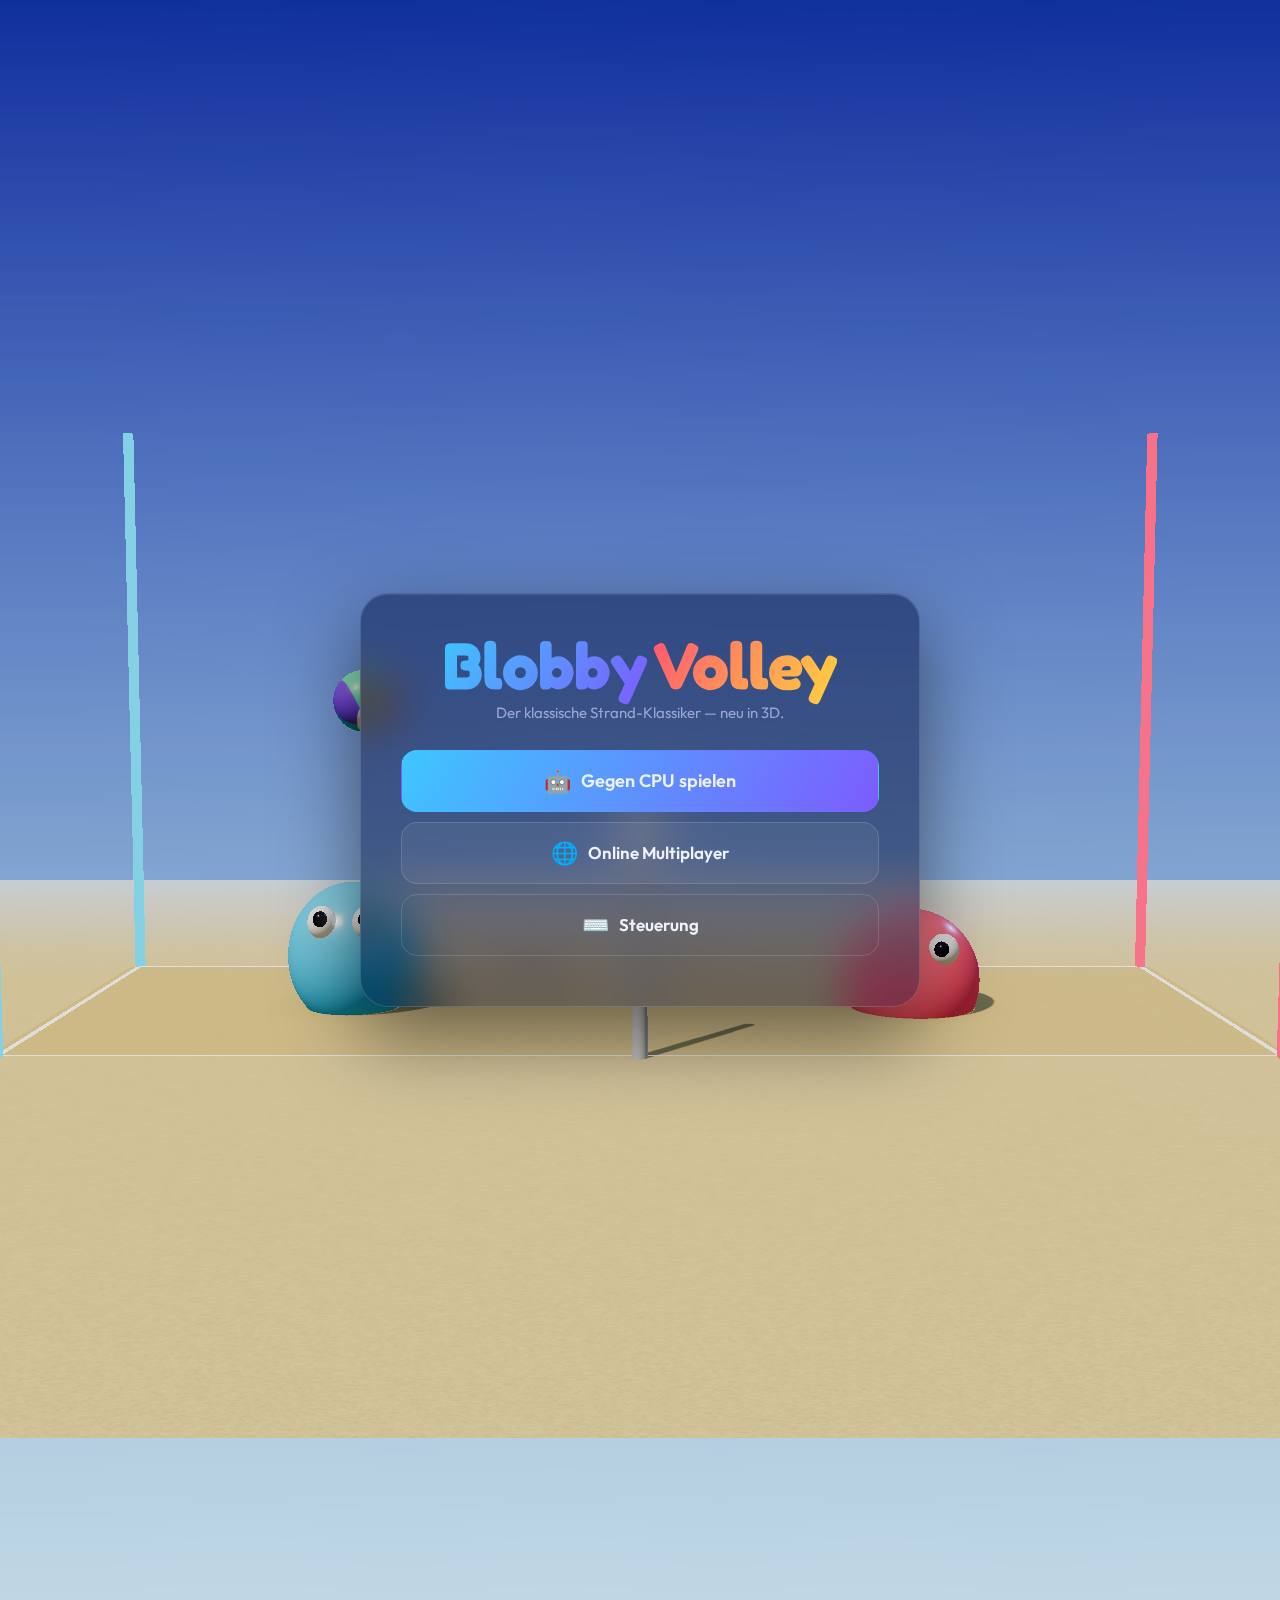 Blobby Volley
Der klassische Strand-Klassiker — neu in 3D.
Gegen CPU spielen
Online Multiplayer
Steuerung